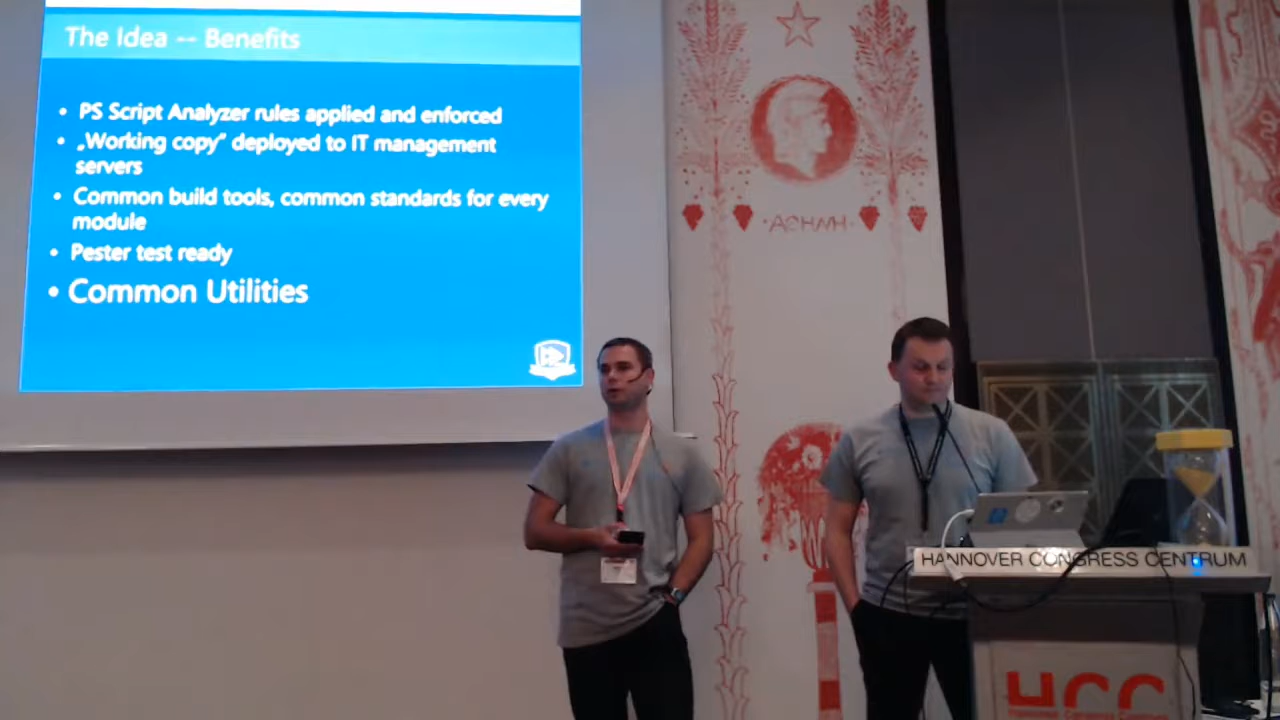 The Idea -- Benefits
• PS Script Analyzer rules applied and enforced
• „Working copy“ deployed to IT management
servers
• Common build tools, common standards for every
module
• Pester test ready
• Common Utilities
HANNOVER CONGRESS CENTRUM
HCC